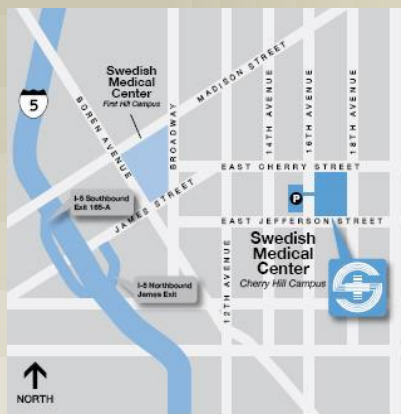 5
BOREN AVENUE
Swedish
Medical
Center
First Hill Campus
BROADWAY
MADISON STREET
14TH AVENUE
16TH AVENUE
18TH AVENUE
EAST CHERRY STREET
I-5 Southbound
Exit 165-A
JAMES STREET
P
EAST JEFFERSON STREET
12TH AVENUE
Swedish
Medical
Center
Cherry Hill Campus
I-5 Northbound
James Exit
NORTH